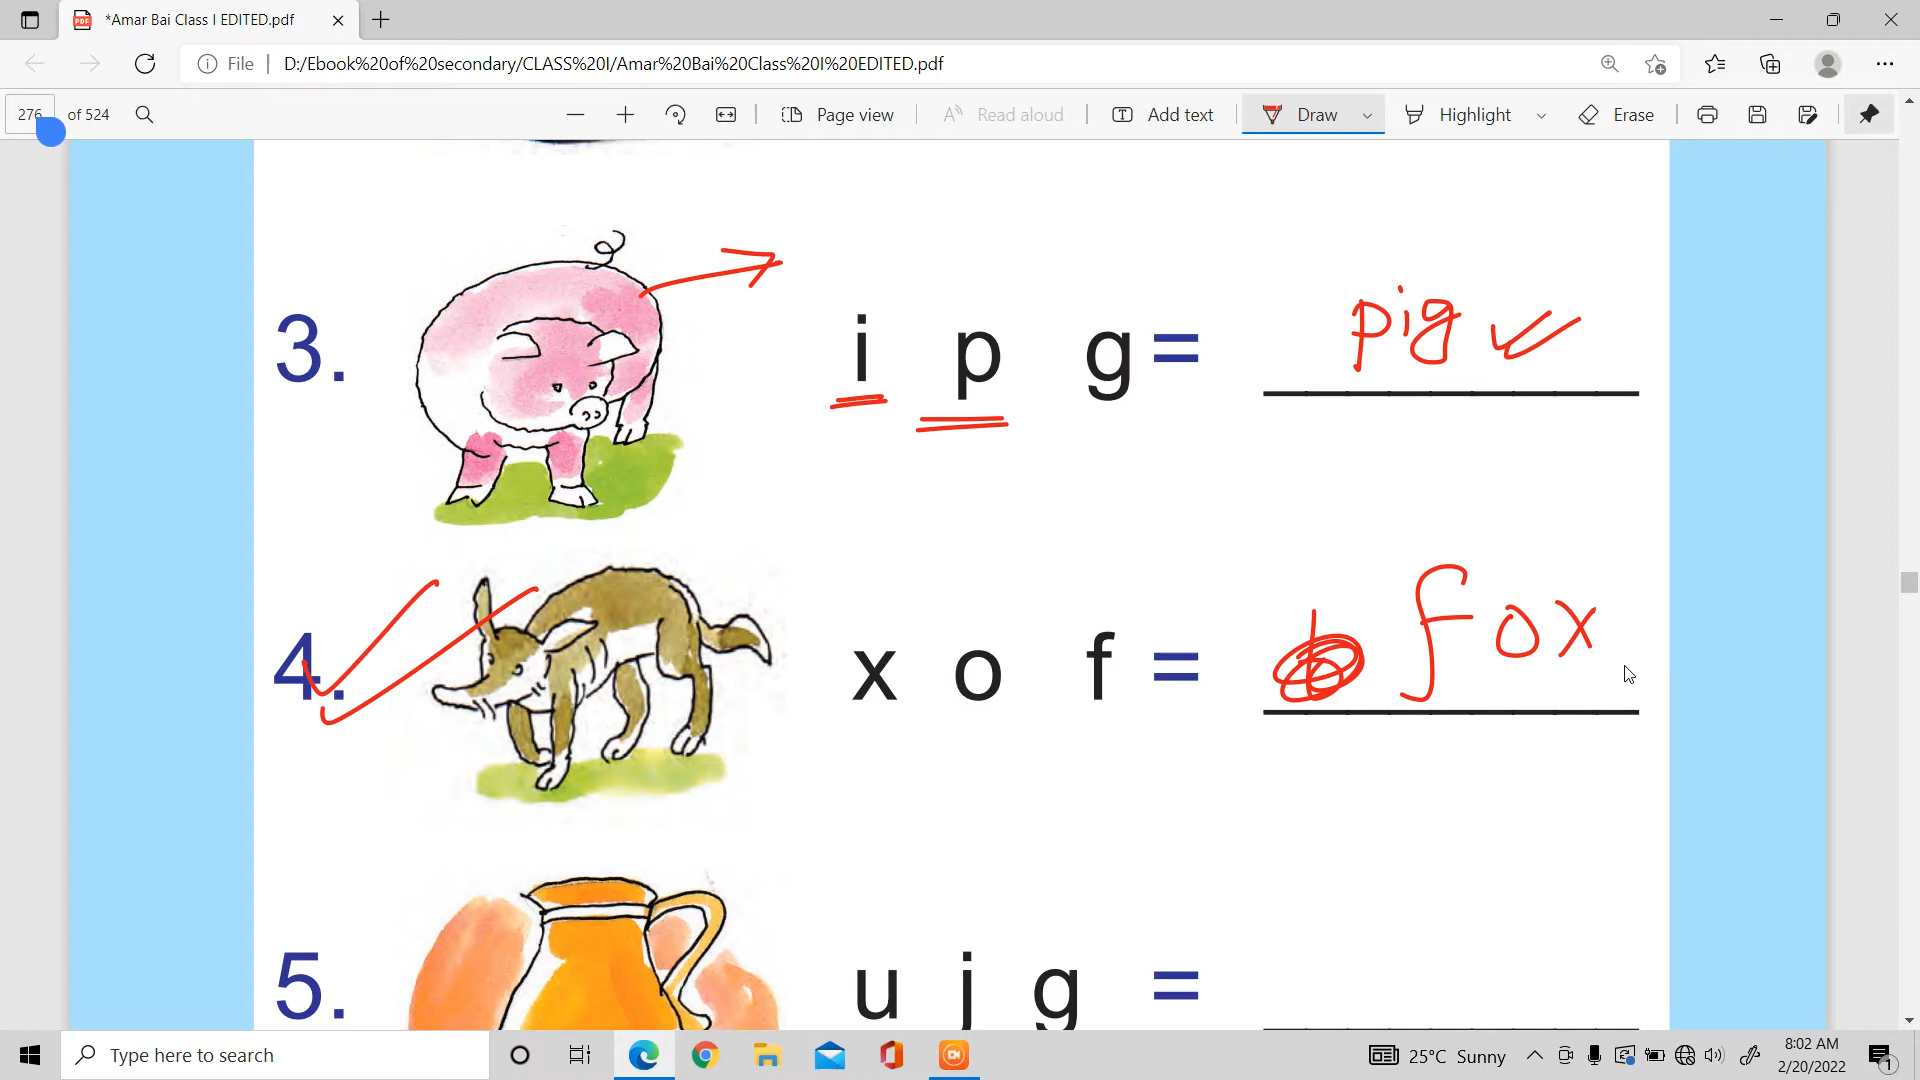 *Amar Bai Class I EDITED.pdf
File D:/Ebook%20of%20secondary/CLASS%20I/Amar%20Bai%20Class%20I%20EDITED.pdf
276 of 524 Page view Read aloud Add text Draw Highlight Erase
3. i p g = pig
4. x o f = fox
5. u j g =
Type here to search 25°C Sunny 8:02 AM
2/20/2022 1